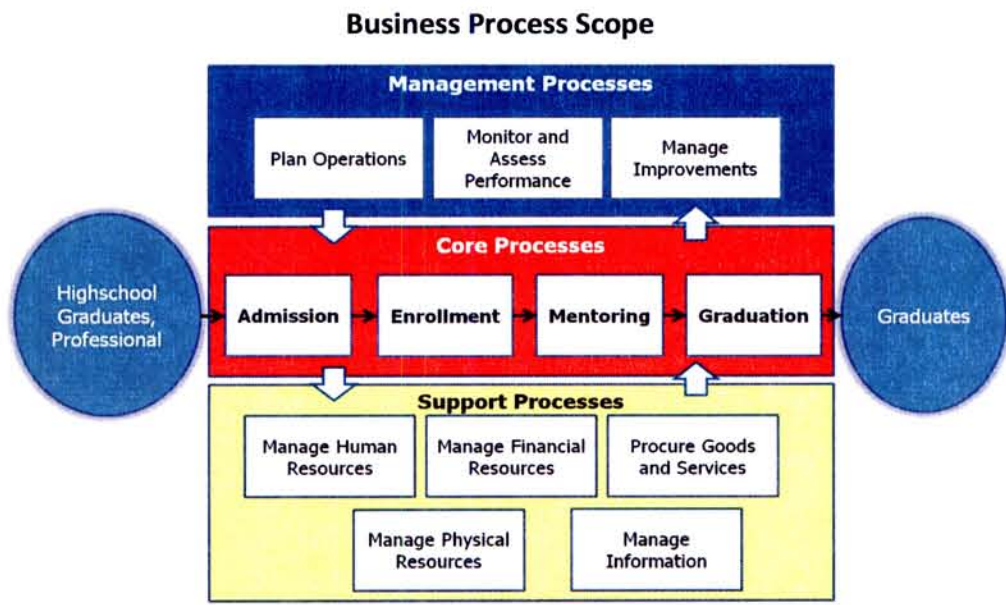 Business Process Scope
Management Processes
Plan Operations
Monitor and
Assess
Performance
Manage
Improvements
Core Processes
Highschool
Graduates,
Professional
Admission
Enrollment
Mentoring
Graduation
Graduates
Support Processes
Manage Human
Resources
Manage Financial
Resources
Procure Goods
and Services
Manage Physical
Resources
Manage
Information